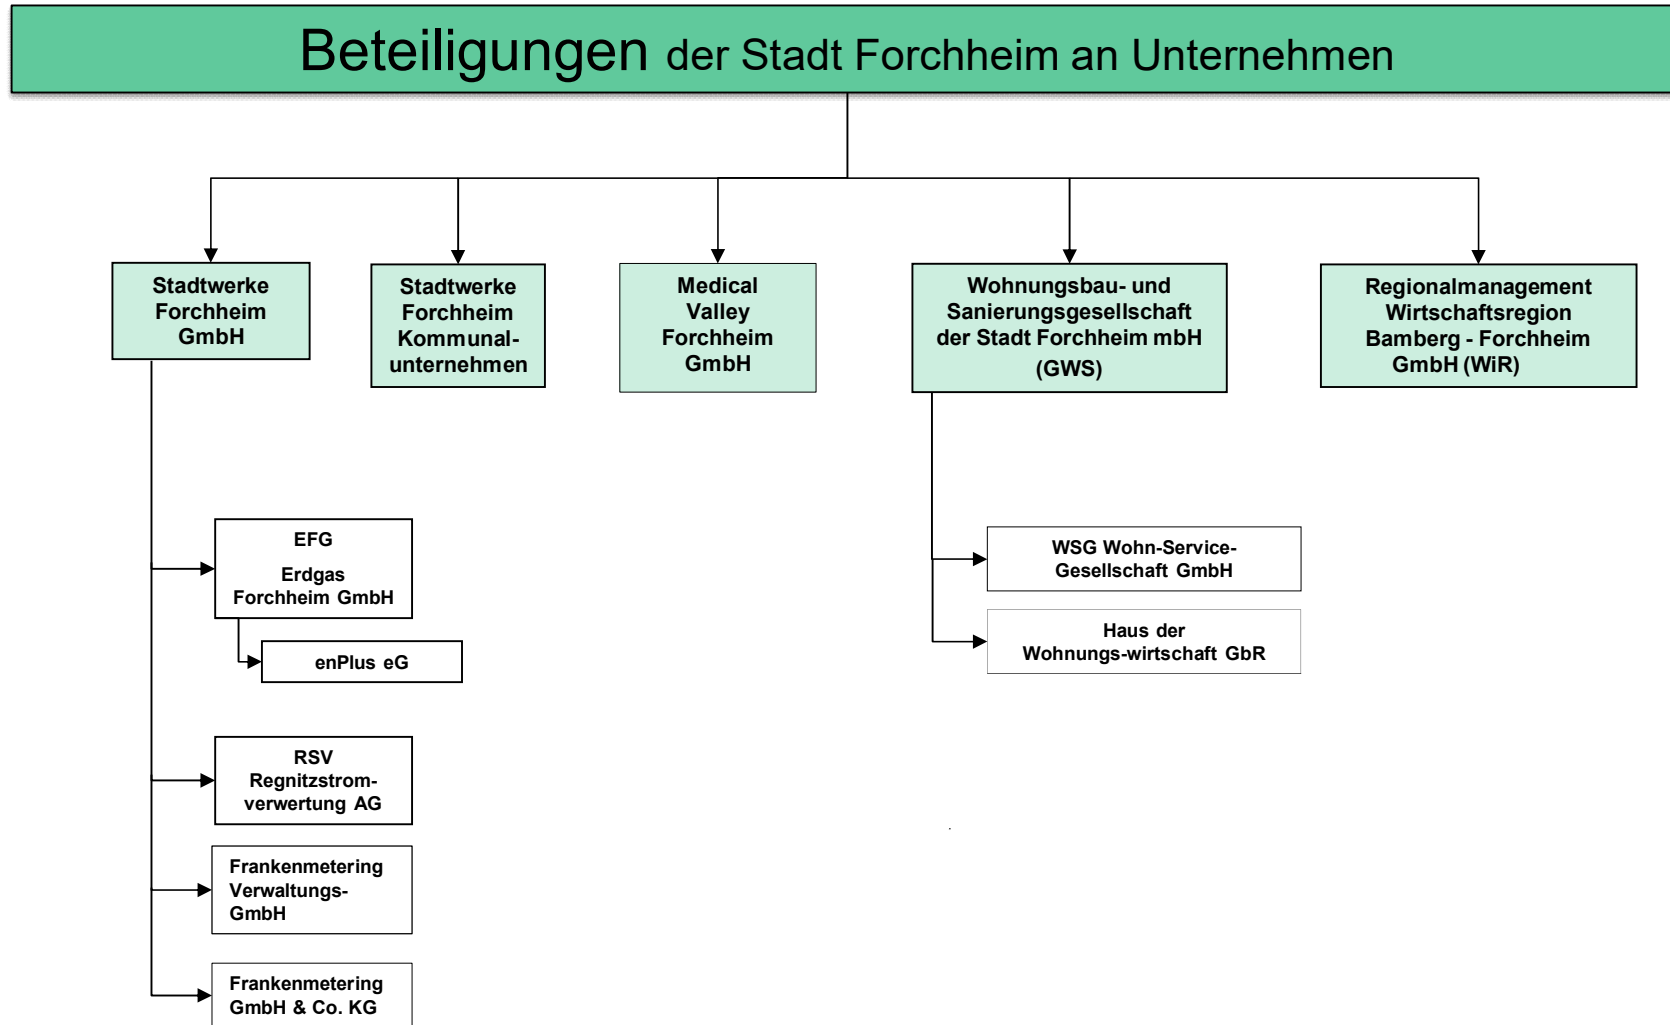 Beteiligungen der Stadt Forchheim an Unternehmen
Stadtwerke
Forchheim
GmbH
Stadtwerke
Forchheim
Kommunal-
unternehmen
Medical
Valley
Forchheim
GmbH
Wohnungsbau- und
Sanierungsgesellschaft
der Stadt Forchheim mbH
(GWS)
Regionalmanagement
Wirtschaftsregion
Bamberg - Forchheim
GmbH (WiR)
EFG
Erdgas
Forchheim GmbH
enPlus eG
RSV
Regnitzstrom-
verwertung AG
Frankenmetering
Verwaltungs-
GmbH
Frankenmetering
GmbH & Co. KG
WSG Wohn-Service-
Gesellschaft GmbH
Haus der
Wohnungs-wirtschaft GbR